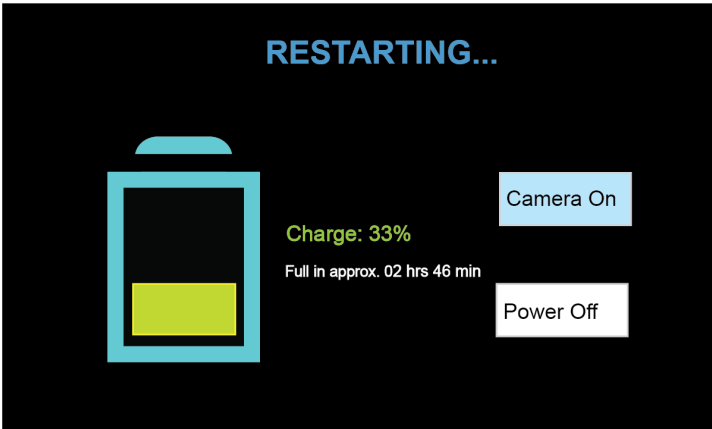 RESTARTING...
Camera On
Charge: 33%
Full in approx. 02 hrs 46 min
Power Off